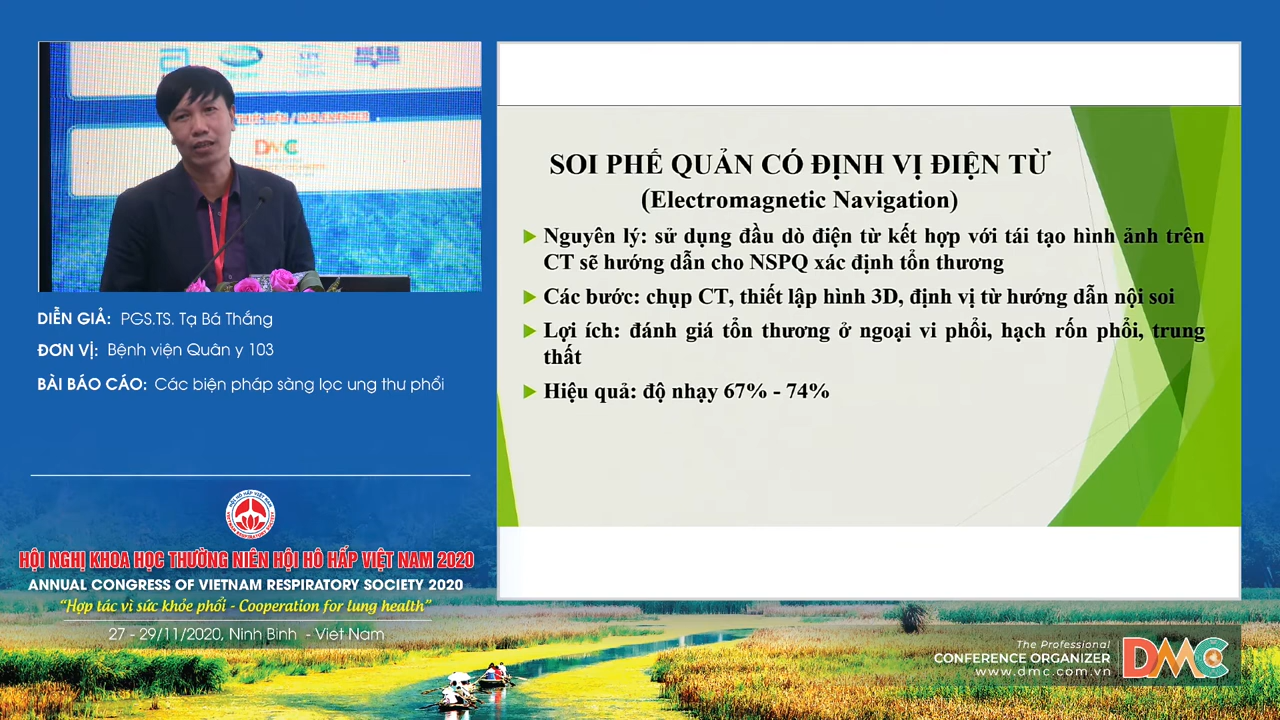 THỰC HIỆN / IMPLEMENTER
DMC
DIỄN GIẢ: PGS.TS. Tạ Bá Thắng
ĐƠN VỊ: Bệnh viện Quân y 103
BÀI BÁO CÁO: Các biện pháp sàng lọc ung thư phổi
HỘI NGHỊ KHOA HỌC THƯỜNG NIÊN HỘI HÔ HẤP VIỆT NAM 2020
ANNUAL CONGRESS OF VIETNAM RESPIRATORY SOCIETY 2020
“Hợp tác vì sức khỏe phổi - Cooperation for lung health”
27 - 29/11/2020, Ninh Bình - Việt Nam
SOI PHẾ QUẢN CÓ ĐỊNH VỊ ĐIỆN TỪ
(Electromagnetic Navigation)
Nguyên lý: sử dụng đầu dò điện từ kết hợp với tái tạo hình ảnh trên
CT sẽ hướng dẫn cho NSPQ xác định tổn thương
Các bước: chụp CT, thiết lập hình 3D, định vị từ hướng dẫn nội soi
Lợi ích: đánh giá tổn thương ở ngoại vi phổi, hạch rốn phổi, trung
thất
Hiệu quả: độ nhạy 67% - 74%
The Professional
CONFERENCE ORGANIZER
www.dmc.com.vn
DMC